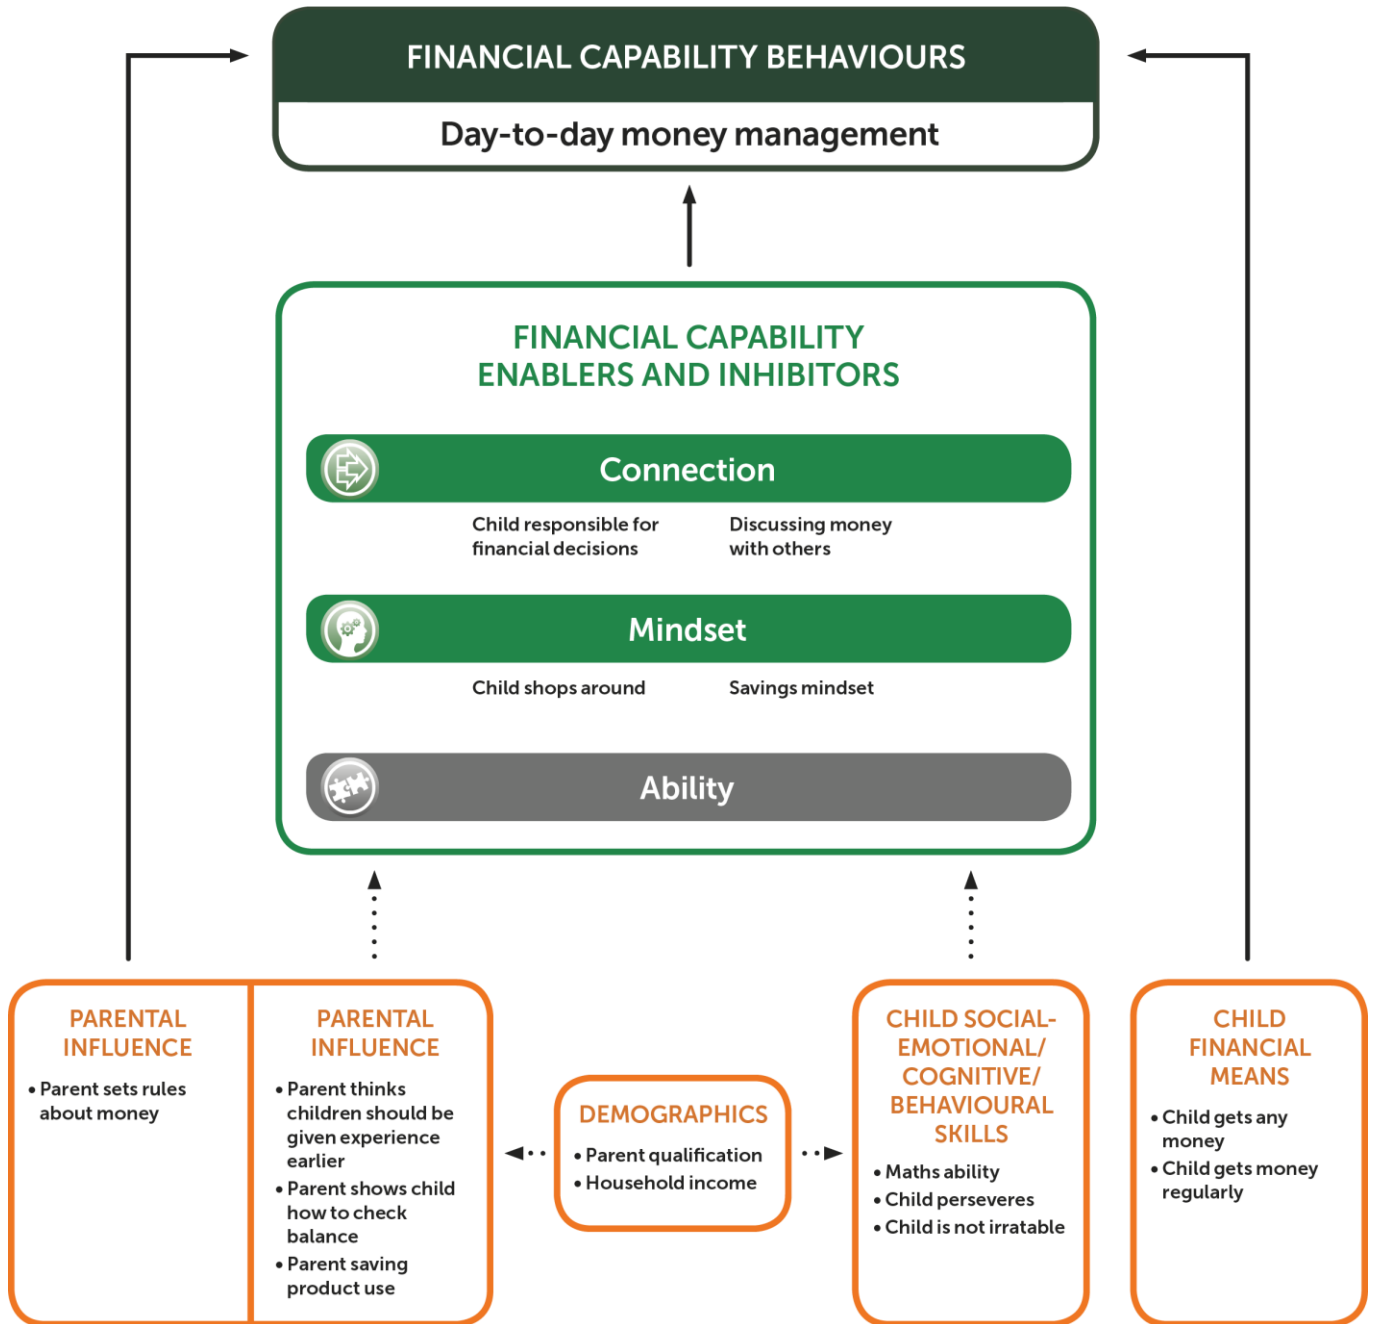 FINANCIAL CAPABILITY BEHAVIOURS
Day-to-day money management
FINANCIAL CAPABILITY
ENABLERS AND INHIBITORS
Connection
Child responsible for
financial decisions
Discussing money
with others
Mindset
Child shops around
Savings mindset
Ability
PARENTAL
INFLUENCE
• Parent sets rules
about money
PARENTAL
INFLUENCE
• Parent thinks
children should be
given experience
earlier
• Parent shows child
how to check
balance
• Parent saving
product use
DEMOGRAPHICS
• Parent qualification
• Household income
CHILD SOCIAL-
EMOTIONAL/
COGNITIVE/
BEHAVIOURAL
SKILLS
• Maths ability
• Child perseveres
• Child is not irratable
CHILD
FINANCIAL
MEANS
• Child gets any
money
• Child gets money
regularly